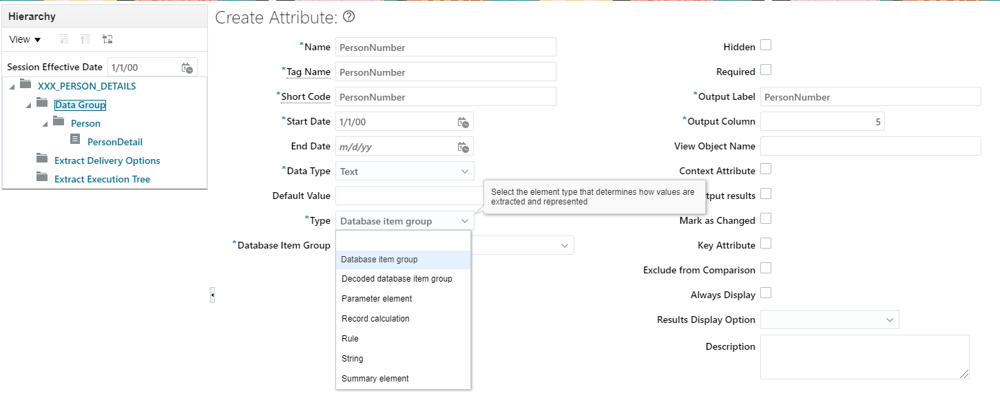 Hierarchy
View
Session Effective Date 1/1/00
XXX_PERSON_DETAILS
Data Group
Person
PersonDetail
Extract Delivery Options
Extract Execution Tree
Create Attribute:
*Name PersonNumber
*Tag Name PersonNumber
*Short Code PersonNumber
*Start Date 1/1/00
End Date m/d/yy
*Data Type Text
Default Value
*Type Database item group
*Database Item Group
Database item group
Decoded database item group
Parameter element
Record calculation
Rule
String
Summary element
Select the element type that determines how values are
extracted and represented
Hidden
Required
*Output Label PersonNumber
*Output Column 5
View Object Name
Context Attribute
results
Mark as Changed
Key Attribute
Exclude from Comparison
Always Display
Results Display Option
Description